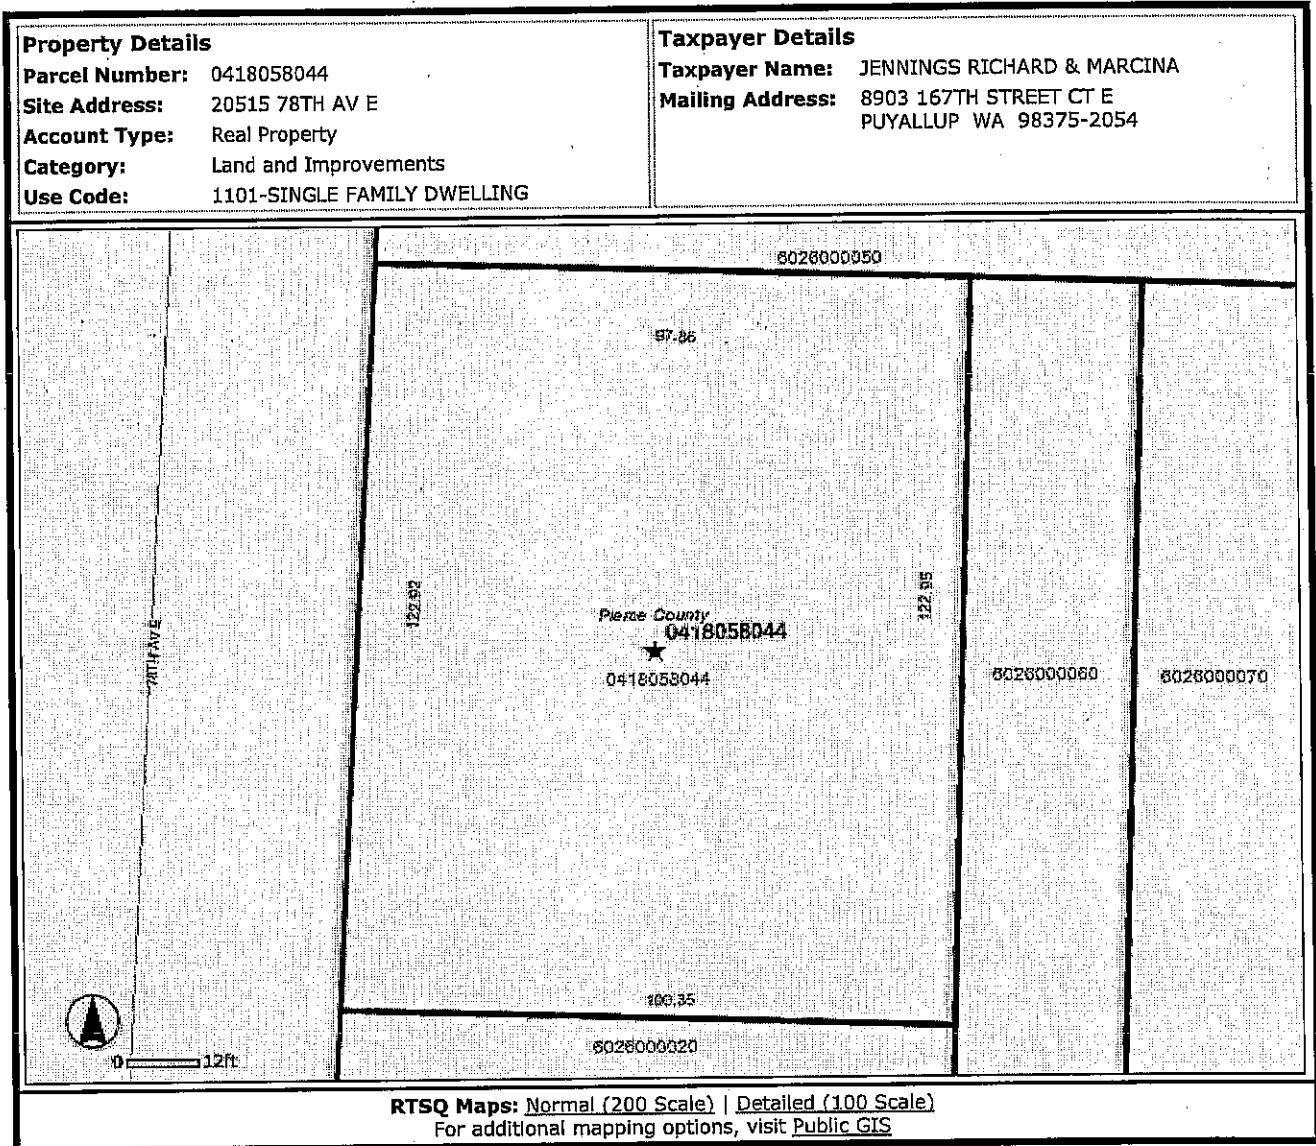 Property Details
Parcel Number: 0418058044
Site Address: 20515 78TH AV E
Account Type: Real Property
Category: Land and Improvements
Use Code: 1101-SINGLE FAMILY DWELLING
Taxpayer Details
Taxpayer Name: JENNINGS RICHARD & MARCINA
Mailing Address: 8903 167TH STREET CT E
PUYALLUP WA 98375-2054
6026000050
97.86
122.92
122.95
78TH AV E
Pierce County
0418058044
0418058044
6026000060
6026000070
100.35
6026000020
0 12ft
RTSQ Maps: Normal (200 Scale) | Detailed (100 Scale)
For additional mapping options, visit Public GIS